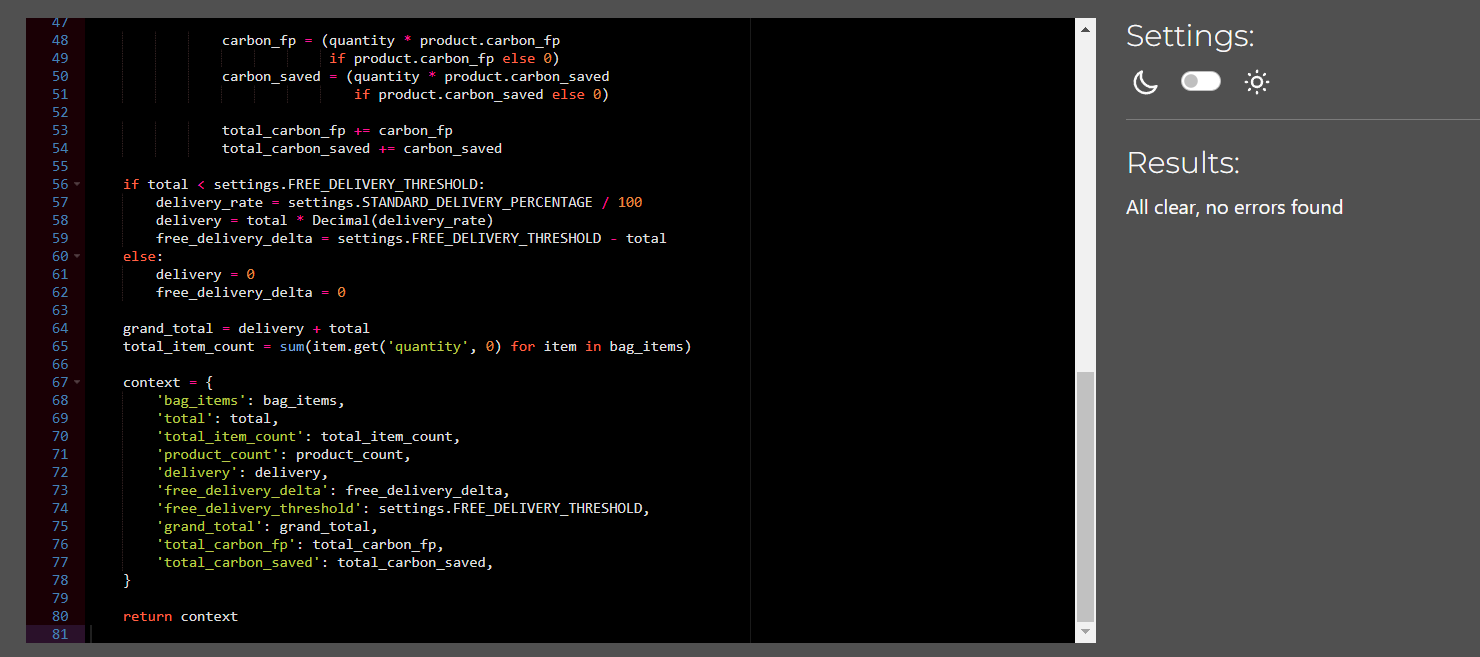 47
48 carbon_fp = (quantity * product.carbon_fp
49 if product.carbon_fp else 0)
50 carbon_saved = (quantity * product.carbon_saved
51 if product.carbon_saved else 0)
52
53 total_carbon_fp += carbon_fp
54 total_carbon_saved += carbon_saved
55
56 if total < settings.FREE_DELIVERY_THRESHOLD:
57 delivery_rate = settings.STANDARD_DELIVERY_PERCENTAGE / 100
58 delivery = total * Decimal(delivery_rate)
59 free_delivery_delta = settings.FREE_DELIVERY_THRESHOLD - total
60 else:
61 delivery = 0
62 free_delivery_delta = 0
63
64 grand_total = delivery + total
65 total_item_count = sum(item.get('quantity', 0) for item in bag_items)
66
67 context = {
68 'bag_items': bag_items,
69 'total': total,
70 'total_item_count': total_item_count,
71 'product_count': product_count,
72 'delivery': delivery,
73 'free_delivery_delta': free_delivery_delta,
74 'free_delivery_threshold': settings.FREE_DELIVERY_THRESHOLD,
75 'grand_total': grand_total,
76 'total_carbon_fp': total_carbon_fp,
77 'total_carbon_saved': total_carbon_saved,
78 }
79
80 return context
81
Settings:
Results:
All clear, no errors found